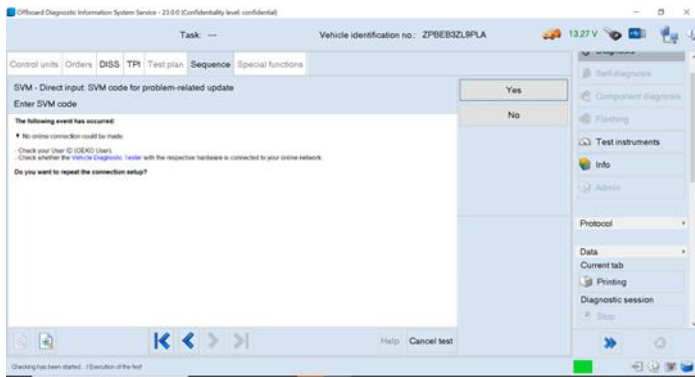 Offboard Diagnostic Information System Service - 23.0.0 (Confidentiality level: confidential)
Task: ---
Vehicle identification no.: ZPBEB3ZL9PLA
13.27 V
Control units Orders DISS TPI Test plan Sequence Special functions
SVM - Direct input: SVM code for problem-related update
Enter SVM code
The following event has occurred:
No online connection could be made.
- Check your User ID (GEKO User).
- Check whether the Vehicle Diagnostic Tester with the respective hardware is connected to your online network.
Do you want to repeat the connection setup?
Yes
No
Diagnosis
Self-diagnosis
Component diagnosis
Flashing
Test instruments
Info
Admin
Protocol
Data
Current tab
Printing
Diagnostic session
Stop
Help
Cancel test
Checking has been started. / Execution of the test